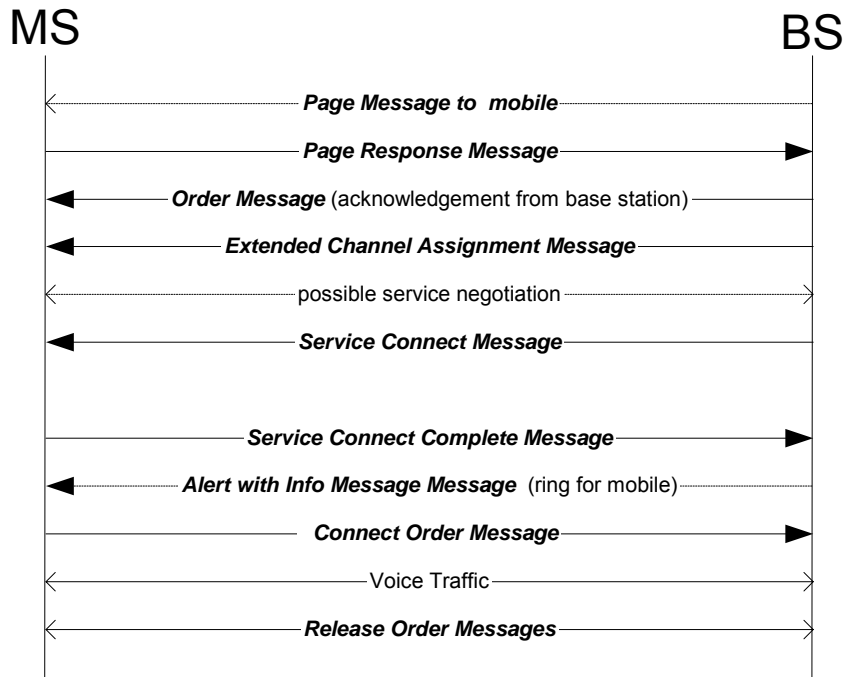 MS BS
Page Message to mobile
Page Response Message
Order Message (acknowledgement from base station)
Extended Channel Assignment Message
possible service negotiation
Service Connect Message
Service Connect Complete Message
Alert with Info Message Message (ring for mobile)
Connect Order Message
Voice Traffic
Release Order Messages